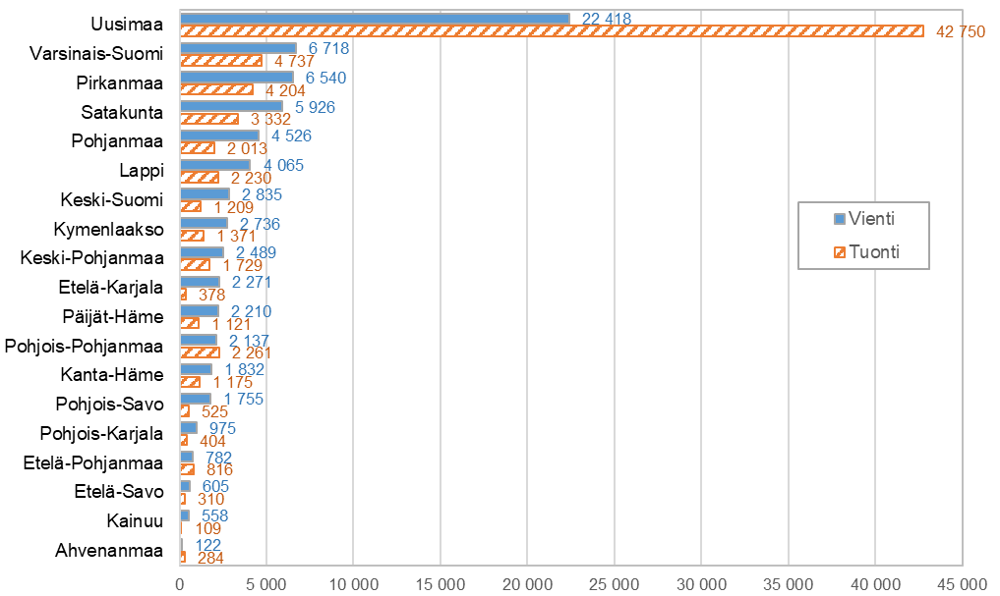 Uusimaa 22 418
42 750
Varsinais-Suomi 6 718
4 737
Pirkanmaa 6 540
4 204
Satakunta 5 926
3 332
Pohjanmaa 4 526
2 013
Lappi 4 065
2 230
Keski-Suomi 2 835
1 209
Kymenlaakso 2 736
1 371
Keski-Pohjanmaa 2 489
1 729
Etelä-Karjala 2 271
378
Päijät-Häme 2 210
1 121
Pohjois-Pohjanmaa 2 137
2 261
Kanta-Häme 1 832
1 175
Pohjois-Savo 1 755
525
Pohjois-Karjala 975
404
Etelä-Pohjanmaa 782
816
Etelä-Savo 605
310
Kainuu 558
109
Ahvenanmaa 122
284
Vienti
Tuonti
0 5 000 10 000 15 000 20 000 25 000 30 000 35 000 40 000 45 000